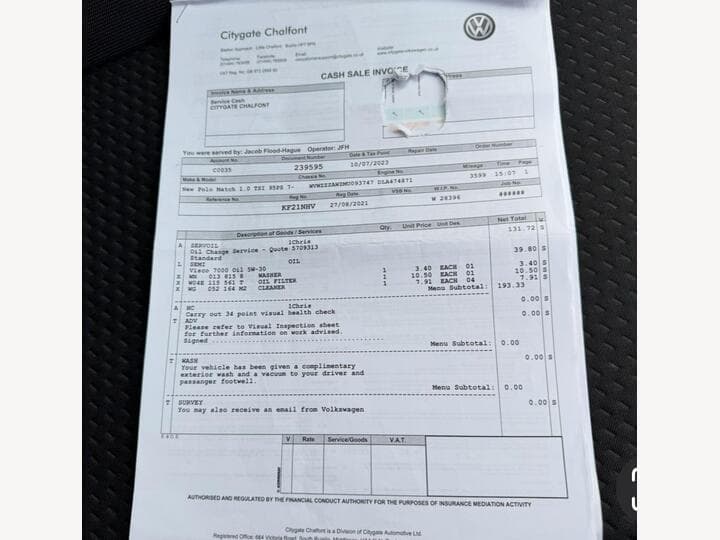 Citygate Chalfont
CASH SALE INVOICE
Invoice Name & Address
Service Cash
CITYGATE CHALFONT
You were served by: Jacob Flood-Hague Operator: JFH
Account No. Document Number Date & Tax Point Repair Date Order Number
C0035 239595 10/07/2023
Make & Model Chassis No. Engine No. Mileage Time Page
New Polo Match 1.0 TSI 95PS 7- DLA474871 3599 15:07 1
Reference No. Reg No. Reg Date. VSB No. W.I.P. No. Job No.
KP21NHV 27/08/2021 W 28396 ######
Description of Goods / Services Qty. Unit Price Unit Des. Net Total V
A SERVOIL 1Chris 131.72 S
Oil Change Service - Quote 5709313
Standard
L SEMI OIL 39.80 S
Visco 7000 Oil 5W-30
X WN 013 815 8 WASHER 1 3.40 EACH 01 3.40 S
X W04E 115 561 T OIL FILTER 1 10.50 EACH 01 10.50 S
X WG 052 164 M2 CLEANER 1 7.91 EACH 04 7.91 S
Menu Subtotal: 193.33
A HC 1Chris 0.00 S
Carry out 34 point visual health check
T ADV 0.00 S
Please refer to Visual Inspection sheet
for further information on work advised.
Signed
Menu Subtotal: 0.00
T WASH 0.00 S
Your vehicle has been given a complimentary
exterior wash and a vacuum to your driver and
passenger footwell.
Menu Subtotal: 0.00
T SURVEY 0.00 S
You may also receive an email from Volkswagen
E.&O.E.
V Rate Service/Goods V.A.T.
AUTHORISED AND REGULATED BY THE FINANCIAL CONDUCT AUTHORITY FOR THE PURPOSES OF INSURANCE MEDIATION ACTIVITY
Citygate Chalfont is a Division of Citygate Automotive Ltd.